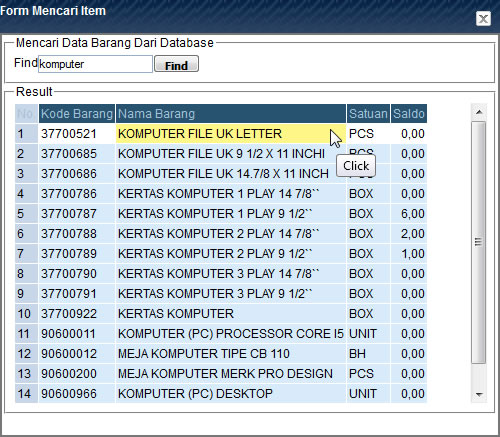 Form Mencari Item
Mencari Data Barang Dari Database
Find komputer Find
Result
No. Kode Barang Nama Barang Satuan Saldo
1 37700521 KOMPUTER FILE UK LETTER PCS 0,00
2 37700685 KOMPUTER FILE UK 9 1/2 X 11 INCHI 0,00
3 37700686 KOMPUTER FILE UK 14.7/8 X 11 INCH 0,00
Click
4 37700786 KERTAS KOMPUTER 1 PLAY 14 7/8`` BOX 0,00
5 37700787 KERTAS KOMPUTER 1 PLAY 9 1/2`` BOX 6,00
6 37700788 KERTAS KOMPUTER 2 PLAY 14 7/8`` BOX 2,00
7 37700789 KERTAS KOMPUTER 2 PLAY 9 1/2`` BOX 1,00
8 37700790 KERTAS KOMPUTER 3 PLAY 14 7/8`` BOX 0,00
9 37700791 KERTAS KOMPUTER 3 PLAY 9 1/2`` BOX 0,00
10 37700922 KERTAS KOMPUTER BOX 0,00
11 90600011 KOMPUTER (PC) PROCESSOR CORE I5 UNIT 0,00
12 90600012 MEJA KOMPUTER TIPE CB 110 BH 0,00
13 90600200 MEJA KOMPUTER MERK PRO DESIGN PCS 0,00
14 90600966 KOMPUTER (PC) DESKTOP UNIT 0,00